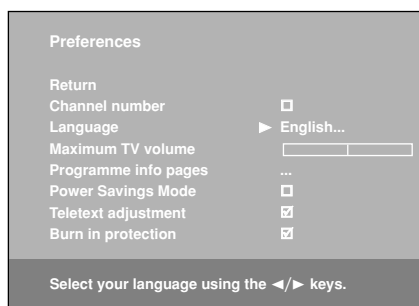 Preferences
Return
Channel number
Language ▶ English...
Maximum TV volume
Programme info pages ...
Power Savings Mode
Teletext adjustment
Burn in protection
Select your language using the ◄/► keys.